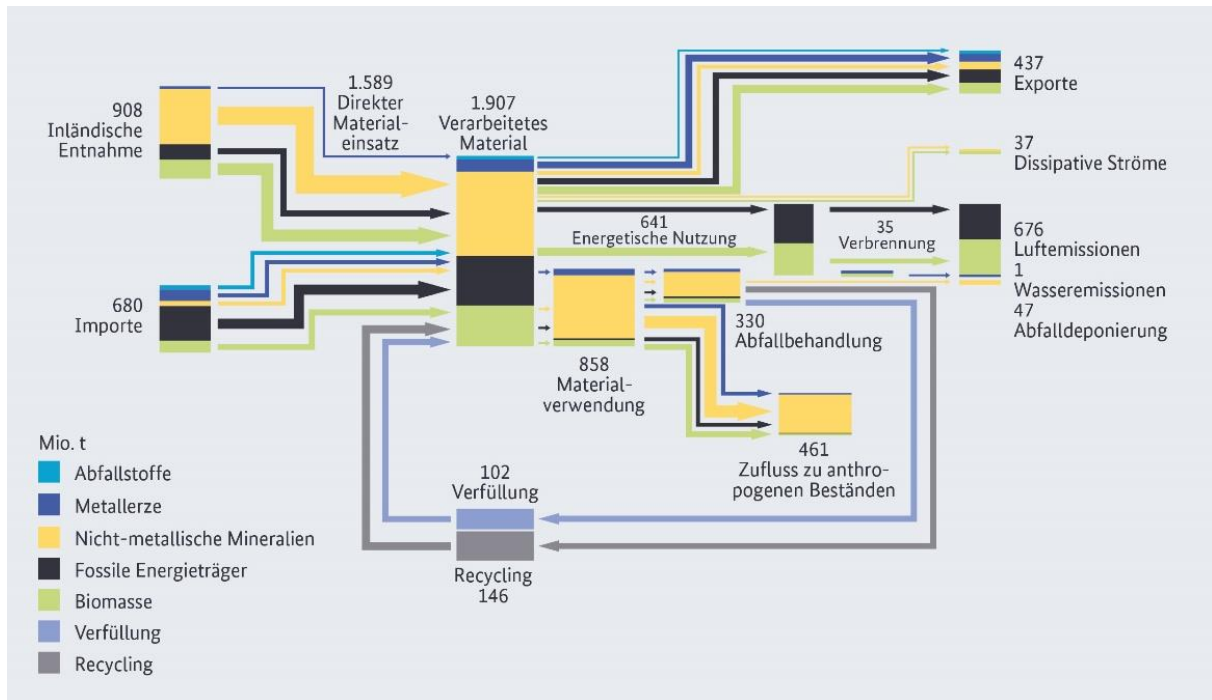 908
Inländische
Entnahme
1.589
Direkter
Material-
einsatz
1.907
Verarbeitetes
Material
437
Exporte
37
Dissipative Ströme
641
Energetische Nutzung
35
Verbrennung
676
Luftemissionen
1
Wasseremissionen
47
Abfalldeponierung
680
Importe
330
Abfallbehandlung
858
Material-
verwendung
461
Zufluss zu anthro-
pogenen Beständen
102
Verfüllung
Recycling
146
Mio. t
Abfallstoffe
Metallerze
Nicht-metallische Mineralien
Fossile Energieträger
Biomasse
Verfüllung
Recycling